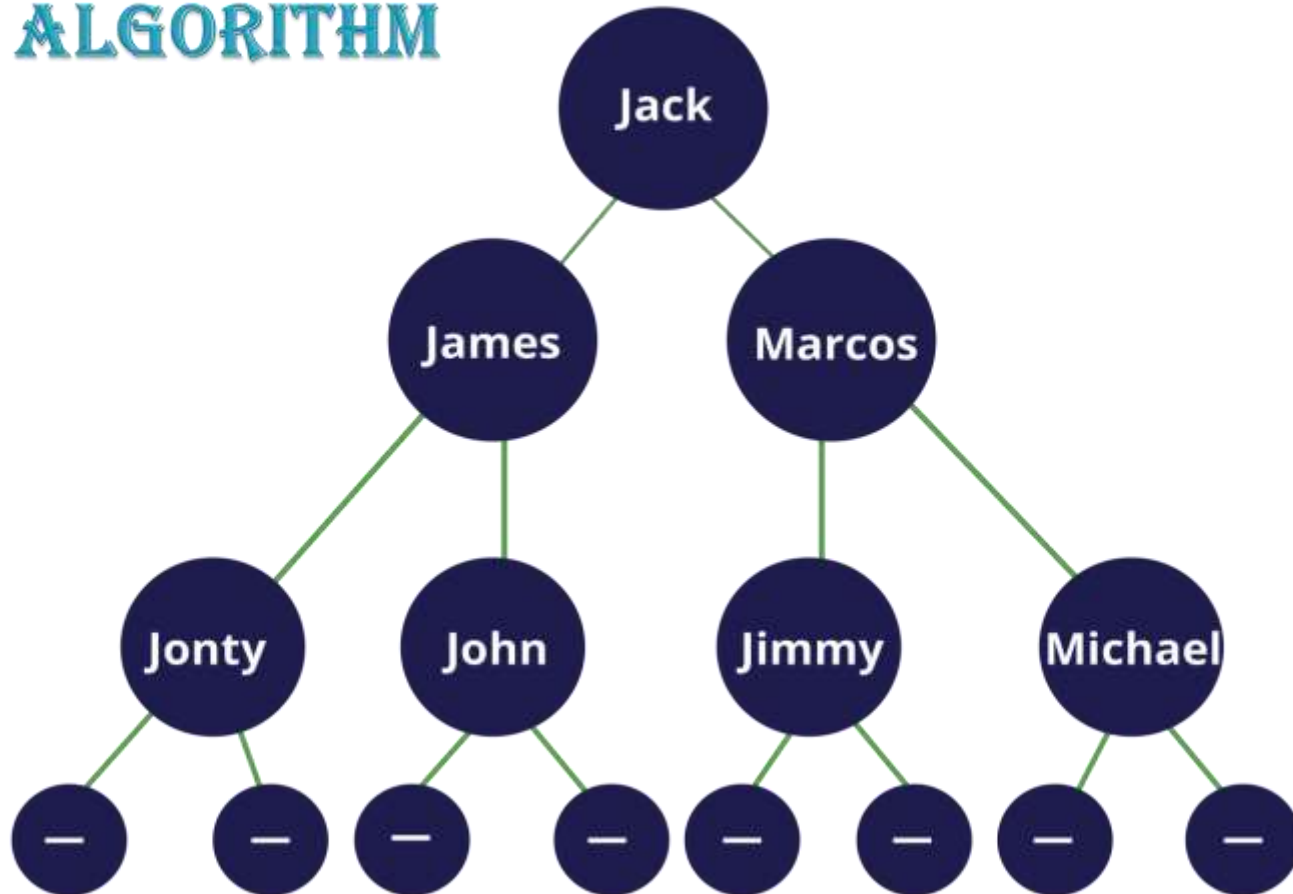 ALGORITHM
Jack
James Marcos
Jonty John Jimmy Michael
— — — — — — — —